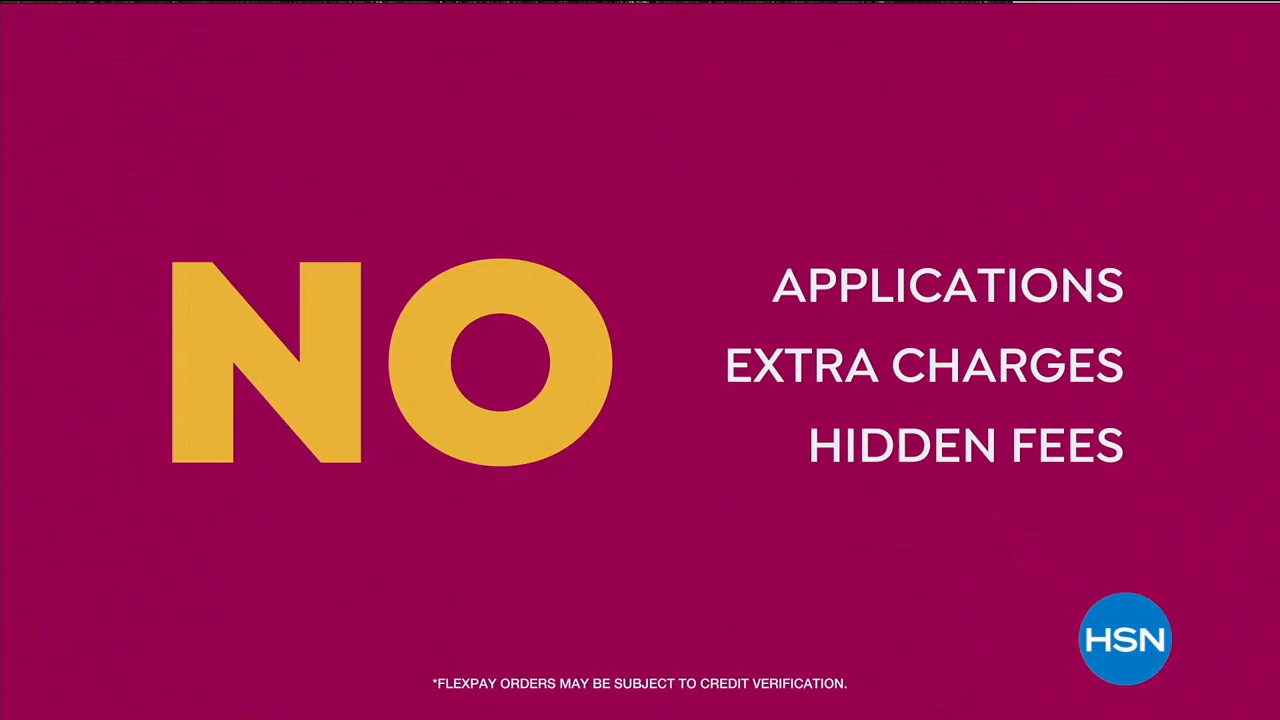 NO
APPLICATIONS
EXTRA CHARGES
HIDDEN FEES
HSN
*FLEXPAY ORDERS MAY BE SUBJECT TO CREDIT VERIFICATION.